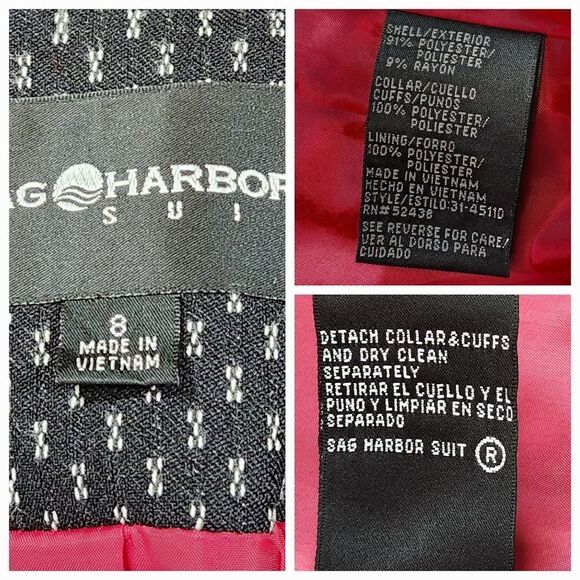 SAG HARBOR
SUI
8
MADE IN
VIETNAM
SHELL/EXTERIOR
91% POLYESTER/
POLIESTER
9% RAYON
COLLAR/CUELLO
CUFFS/PUNOS
100% POLYESTER/
POLIESTER
LINING/FORRO
100% POLYESTER/
POLIESTER
MADE IN VIETNAM
HECHO EN VIETNAM
STYLE/ESTILO:31-45110
RN#52438
SEE REVERSE FOR CARE/
VER AL DORSO PARA
CUIDADO
DETACH COLLAR&CUFFS
AND DRY CLEAN
SEPARATELY
RETIRAR EL CUELLO Y EL
PUNO Y LIMPIAR EN SECO
SEPARADO
SAG HARBOR SUIT ®